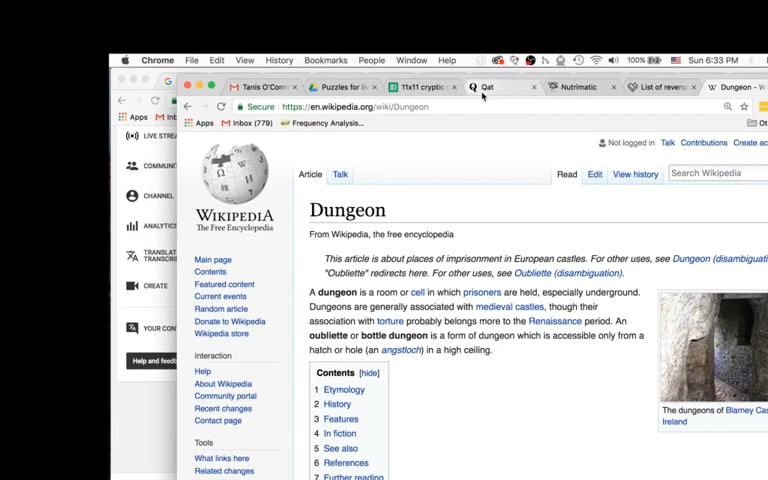 Chrome File Edit View History Bookmarks People Window Help 100% Sun 6:33 PM
Tanis O'Conn Puzzles for liv 11x11 cryptic Qat Nutrimatic List of revers Dungeon - W
Secure https://en.wikipedia.org/wiki/Dungeon
Apps Inb Apps Inbox (779) Frequency Analysis... Ot
LIVE STREA
COMMUN
CHANNEL
ANALYTICS
TRANSLAT
TRANSCRIP
CREATE
YOUR CON
Help and feedb
Not logged in Talk Contributions Create ac
Article Talk Read Edit View history Search Wikipedia
WIKIPEDIA
The Free Encyclopedia
Main page
Contents
Featured content
Current events
Random article
Donate to Wikipedia
Wikipedia store
Interaction
Help
About Wikipedia
Community portal
Recent changes
Contact page
Tools
What links here
Related changes
Dungeon
From Wikipedia, the free encyclopedia
This article is about places of imprisonment in European castles. For other uses, see Dungeon (disambiguati
"Oubliette" redirects here. For other uses, see Oubliette (disambiguation).
A dungeon is a room or cell in which prisoners are held, especially underground.
Dungeons are generally associated with medieval castles, though their
association with torture probably belongs more to the Renaissance period. An
oubliette or bottle dungeon is a form of dungeon which is accessible only from a
hatch or hole (an angstloch) in a high ceiling.
Contents [hide]
1 Etymology
2 History
3 Features
4 In fiction
5 See also
6 References
7 Further reading
The dungeons of Blarney Cas
Ireland